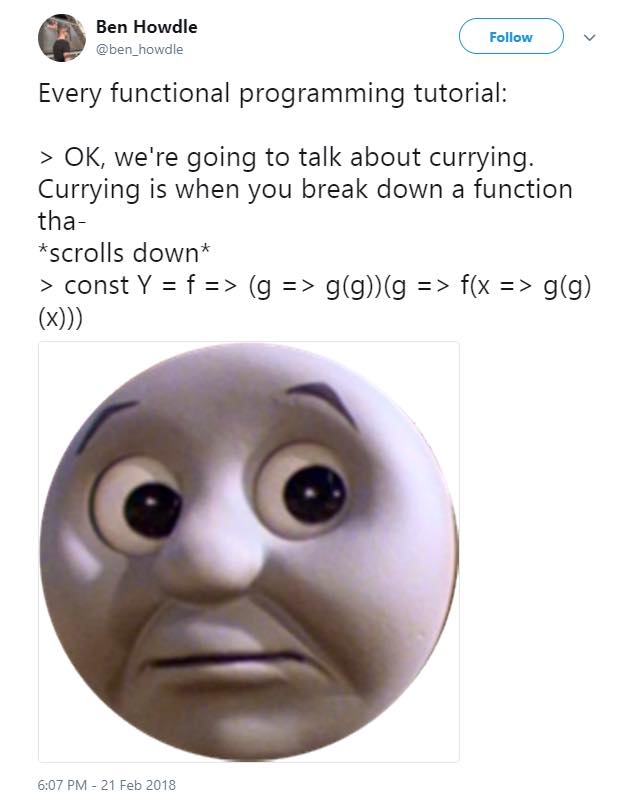 Ben Howdle
@ben_howdle
Follow
Every functional programming tutorial:
> OK, we're going to talk about currying.
Currying is when you break down a function
tha-
*scrolls down*
> const Y = f => (g => g(g))(g => f(x => g(g)
(x)))
6:07 PM - 21 Feb 2018